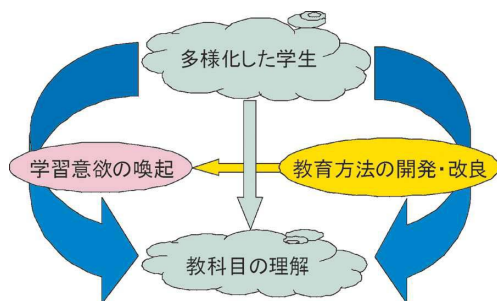 多様化した学生
学習意欲の喚起
教育方法の開発・改良
教科目の理解